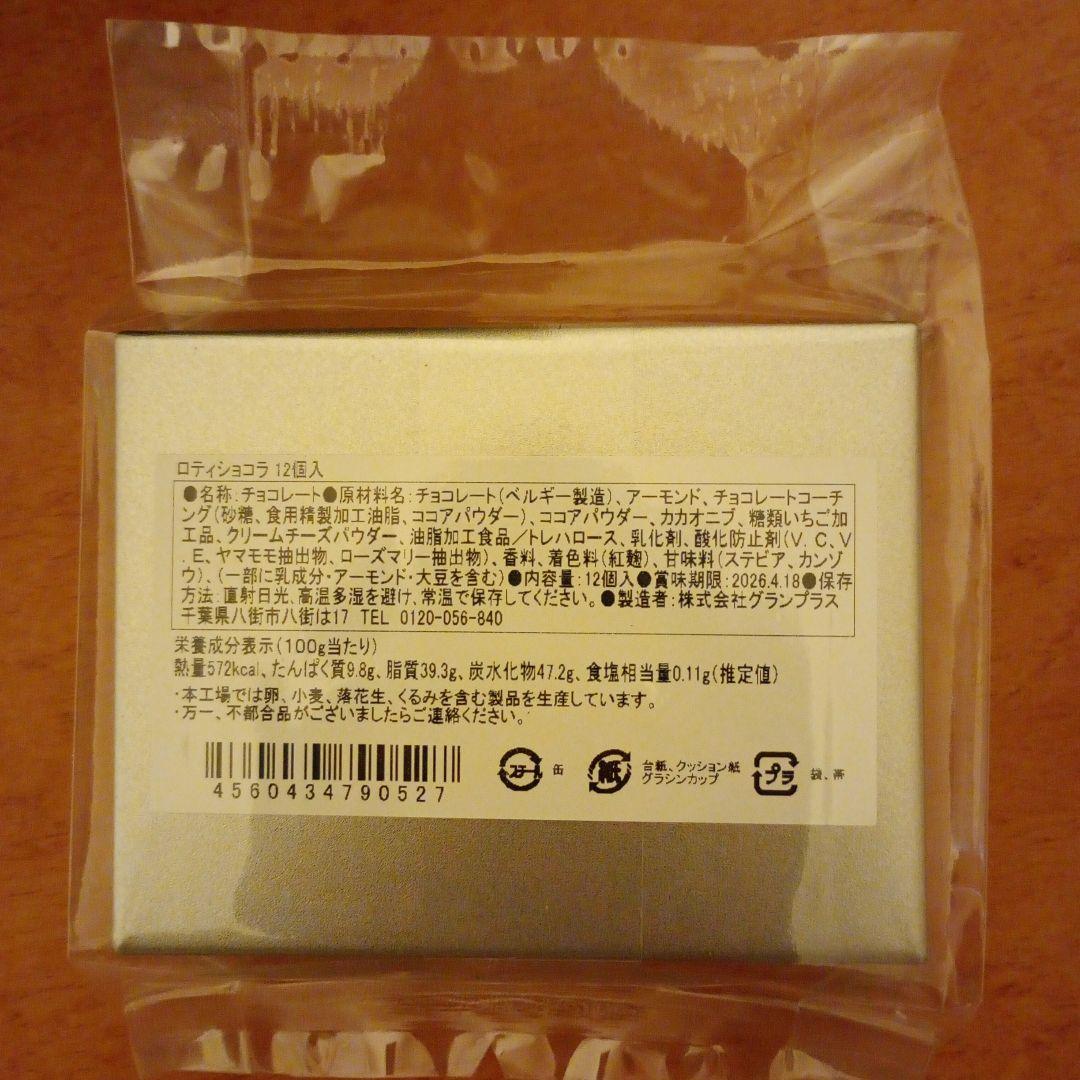 ロティショコラ 12個入
●名称:チョコレート●原材料名:チョコレート(ベルギー製造)、アーモンド、チョコレートコーチ
ング(砂糖、食用精製加工油脂、ココアパウダー)、ココアパウダー、カカオニブ、糖類いちご加
工品、クリームチーズパウダー、油脂加工食品/トレハロース、乳化剤、酸化防止剤(V.C、V
.E、ヤマモモ抽出物、ローズマリー抽出物)、香料、着色料(紅麹)、甘味料(ステビア、カンゾ
ウ)、(一部に乳成分・アーモンド・大豆を含む)●内容量:12個入●賞味期限:2026.4.18●保存
方法:直射日光、高温多湿を避け、常温で保存してください。●製造者:株式会社グランプラス
千葉県八街市八街は17 TEL 0120-056-840
栄養成分表示(100g当たり)
熱量572kcal、たんぱく質9.8g、脂質39.3g、炭水化物47.2g、食塩相当量0.11g(推定値)
・本工場では卵、小麦、落花生、くるみを含む製品を生産しています。
・万一、不都合品がございましたらご連絡ください。
4560434790527
スチール 缶
紙 台紙、クッション紙
グラシンカップ
プラ 袋、帯